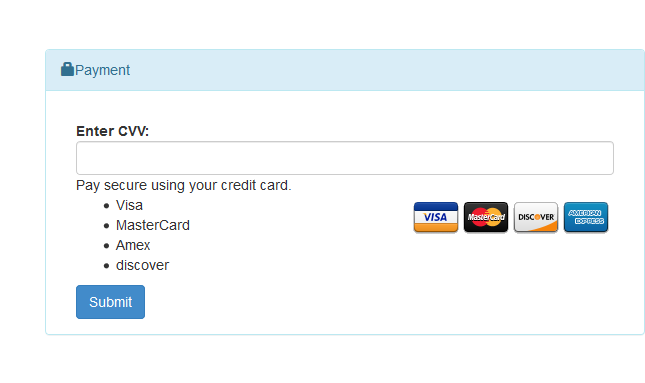 Payment
Enter CVV:
Pay secure using your credit card.
Visa
MasterCard
Amex
discover
VISA MasterCard DISCOVER AMERICAN EXPRESS
Submit